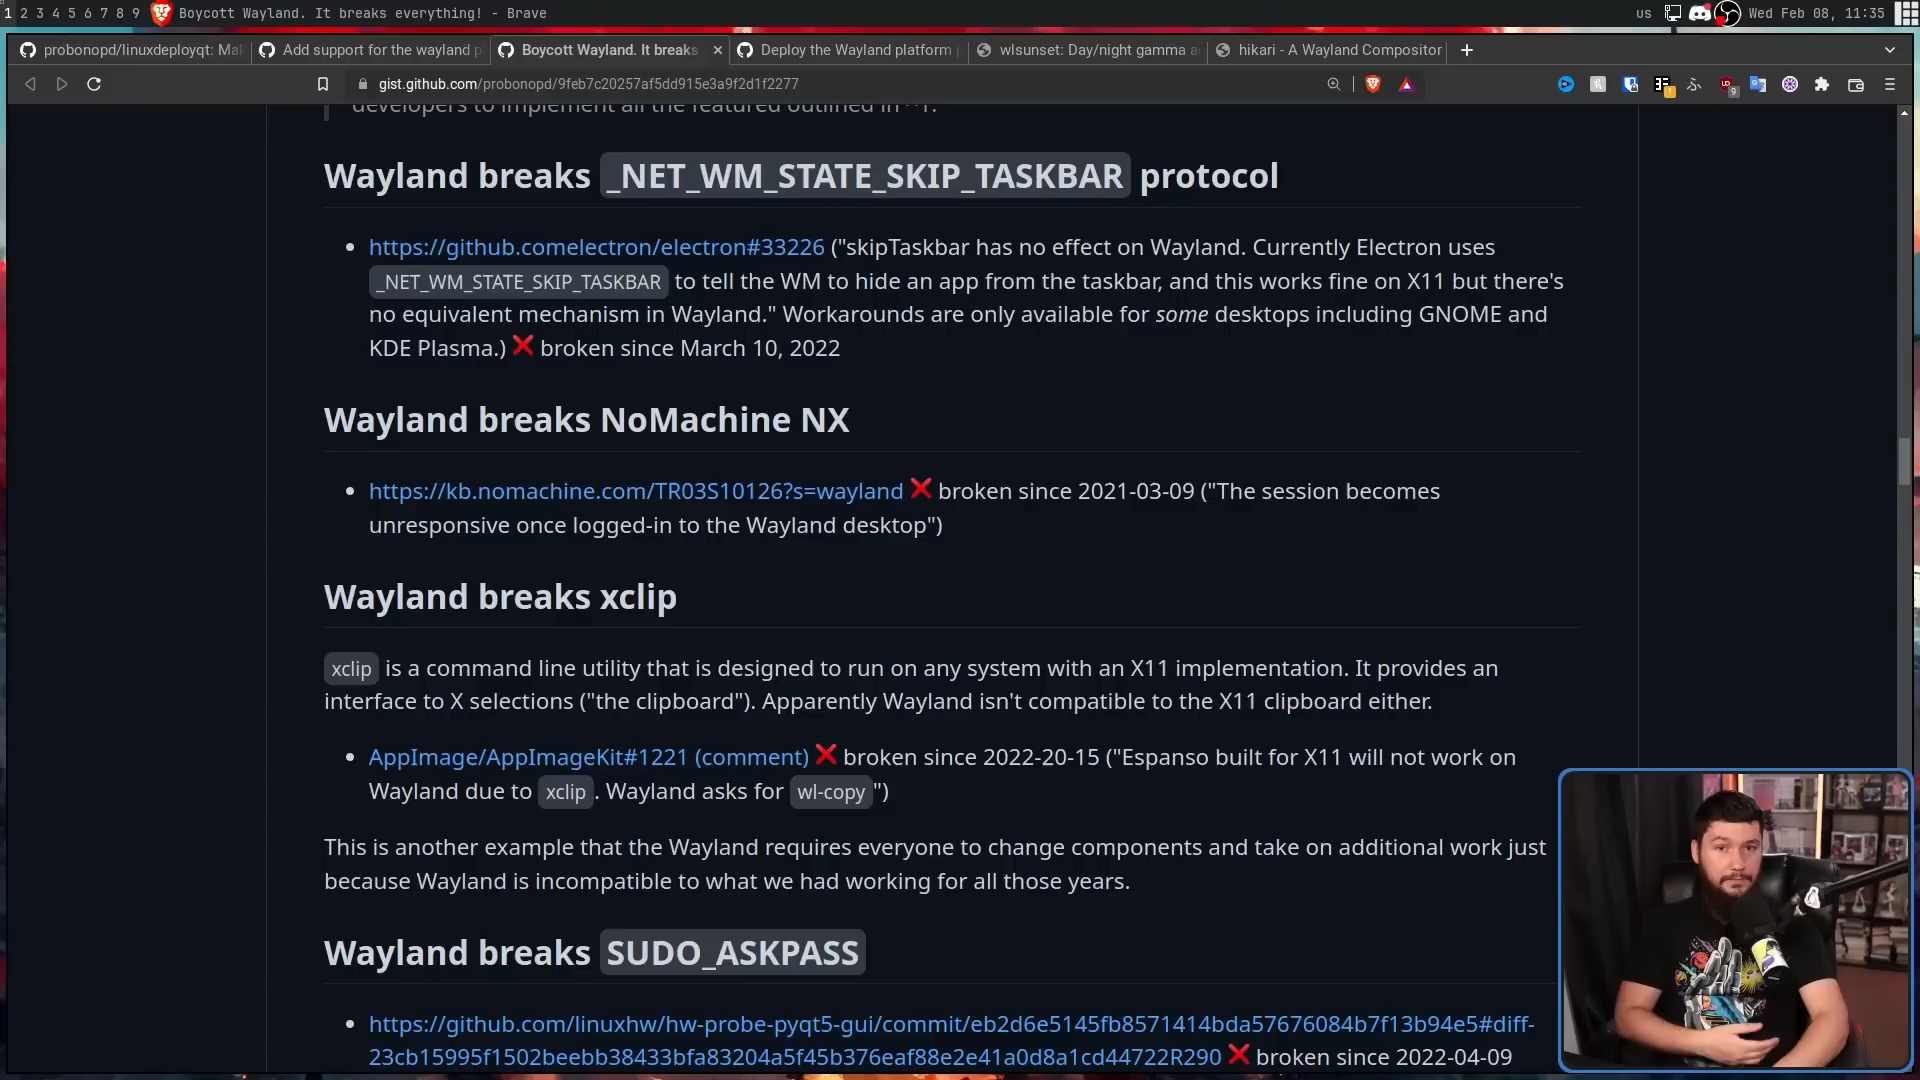 1 2 3 4 5 6 7 8 9 Boycott Wayland. It breaks everything! - Brave us Wed Feb 08, 11:35
probonopd/linuxdeployqt: Mak Add support for the wayland p Boycott Wayland. It breaks Deploy the Wayland platform wlsunset: Day/night gamma a hikari - A Wayland Compositor
gist.github.com/probonopd/9feb7c20257af5dd915e3a9f2d1f2277
developers to implement all the featured outlined in
Wayland breaks _NET_WM_STATE_SKIP_TASKBAR protocol
https://github.comelectron/electron#33226 ("skipTaskbar has no effect on Wayland. Currently Electron uses
_NET_WM_STATE_SKIP_TASKBAR to tell the WM to hide an app from the taskbar, and this works fine on X11 but there's
no equivalent mechanism in Wayland." Workarounds are only available for some desktops including GNOME and
KDE Plasma.) ❌ broken since March 10, 2022
Wayland breaks NoMachine NX
https://kb.nomachine.com/TR03S10126?s=wayland ❌ broken since 2021-03-09 ("The session becomes
unresponsive once logged-in to the Wayland desktop")
Wayland breaks xclip
xclip is a command line utility that is designed to run on any system with an X11 implementation. It provides an
interface to X selections ("the clipboard"). Apparently Wayland isn't compatible to the X11 clipboard either.
AppImage/AppImageKit#1221 (comment) ❌ broken since 2022-20-15 ("Espanso built for X11 will not work on
Wayland due to xclip . Wayland asks for wl-copy ")
This is another example that the Wayland requires everyone to change components and take on additional work just
because Wayland is incompatible to what we had working for all those years.
Wayland breaks SUDO_ASKPASS
https://github.com/linuxhw/hw-probe-pyqt5-gui/commit/eb2d6e5145fb8571414bda57676084b7f13b94e5#diff-
23cb15995f1502beebb38433bfa83204a5f45b376eaf88e2e41a0d8a1cd44722R290 ❌ broken since 2022-04-09